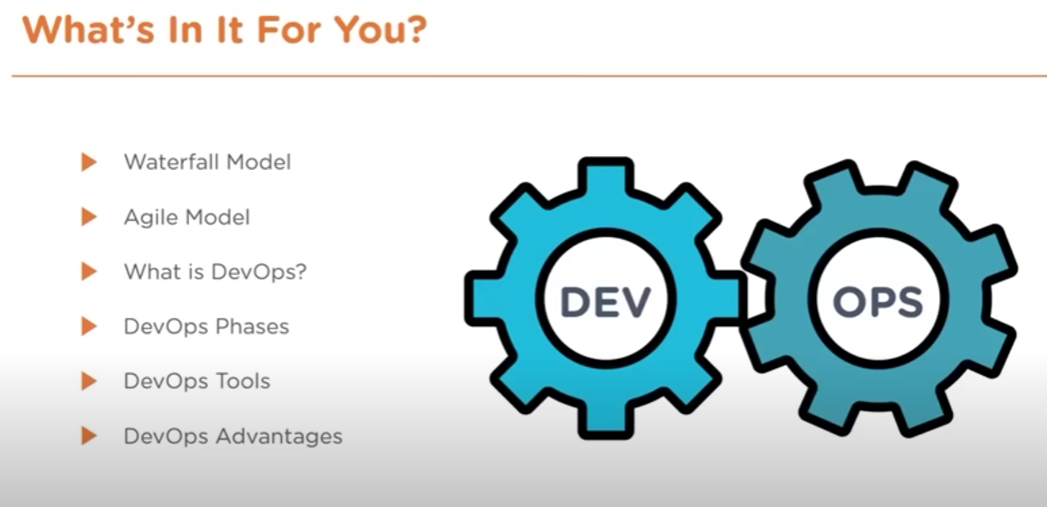 What's In It For You?
Waterfall Model
Agile Model
What is DevOps?
DevOps Phases
DevOps Tools
DevOps Advantages
DEV
OPS